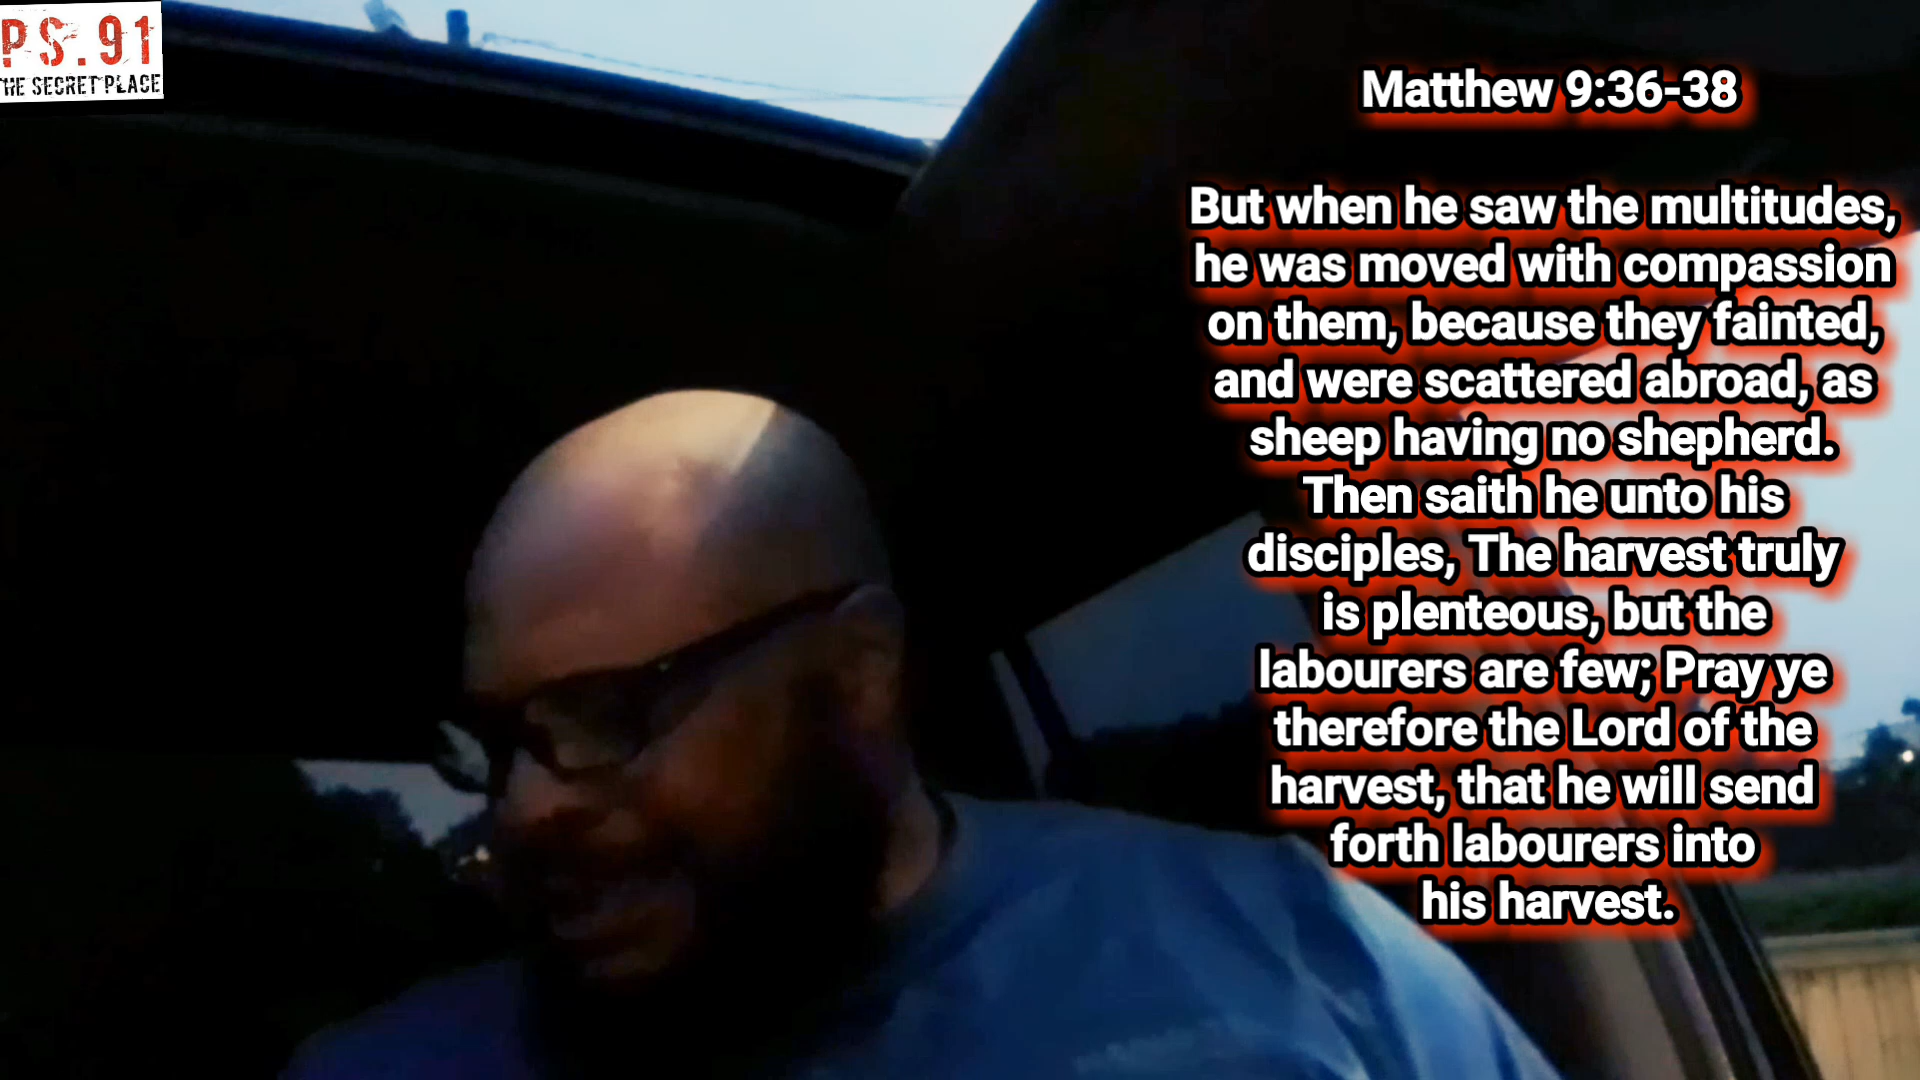 PS.91
THE SECRET PLACE
Matthew 9:36-38
But when he saw the multitudes,
he was moved with compassion
on them, because they fainted,
and were scattered abroad, as
sheep having no shepherd.
Then saith he unto his
disciples, The harvest truly
is plenteous, but the
labourers are few; Pray ye
therefore the Lord of the
harvest, that he will send
forth labourers into
his harvest.